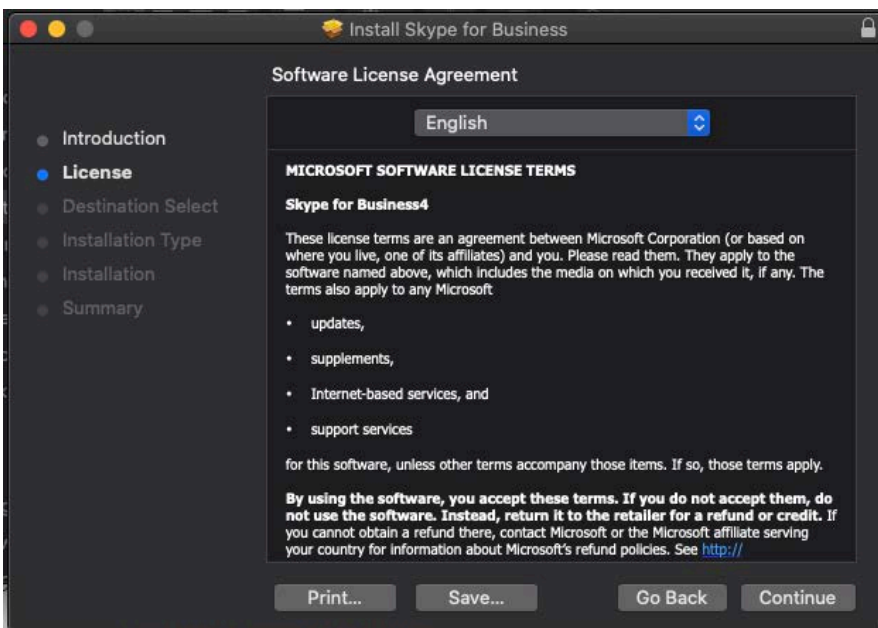 Install Skype for Business
Software License Agreement
English
Introduction
License
Destination Select
Installation Type
Installation
Summary
MICROSOFT SOFTWARE LICENSE TERMS
Skype for Business4
These license terms are an agreement between Microsoft Corporation (or based on
where you live, one of its affiliates) and you. Please read them. They apply to the
software named above, which includes the media on which you received it, if any. The
terms also apply to any Microsoft
• updates,
• supplements,
• Internet-based services, and
• support services
for this software, unless other terms accompany those items. If so, those terms apply.
By using the software, you accept these terms. If you do not accept them, do
not use the software. Instead, return it to the retailer for a refund or credit. If
you cannot obtain a refund there, contact Microsoft or the Microsoft affiliate serving
your country for information about Microsoft's refund policies. See http://
Print...
Save...
Go Back
Continue